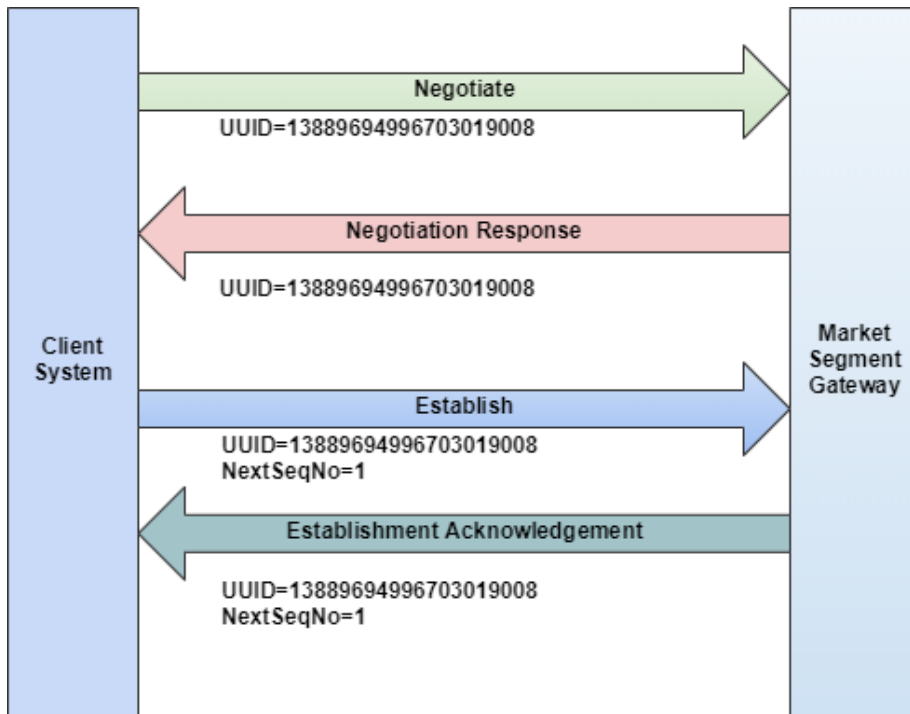 Negotiate
UUID=13889694996703019008
Negotiation Response
UUID=13889694996703019008
Client
System
Market
Segment
Gateway
Establish
UUID=13889694996703019008
NextSeqNo=1
Establishment Acknowledgement
UUID=13889694996703019008
NextSeqNo=1